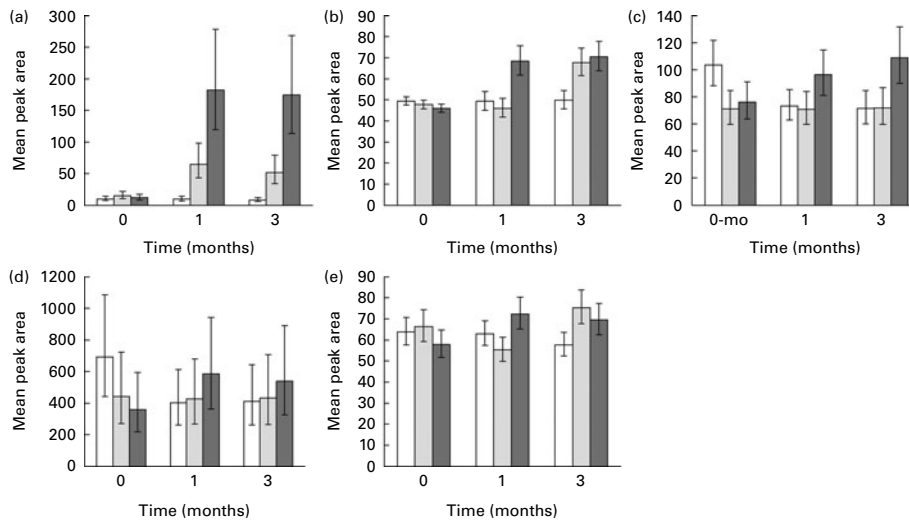 (a)
Mean peak area
300
250
200
150
100
50
0
0 1 3
Time (months)
(b)
Mean peak area
90
80
70
60
50
40
30
20
10
0
0 1 3
Time (months)
(c)
Mean peak area
140
120
100
80
60
40
20
0
0-mo 1 3
Time (months)
(d)
Mean peak area
1200
1000
800
600
400
200
0
0 1 3
Time (months)
(e)
Mean peak area
90
80
70
60
50
40
30
20
10
0
0 1 3
Time (months)